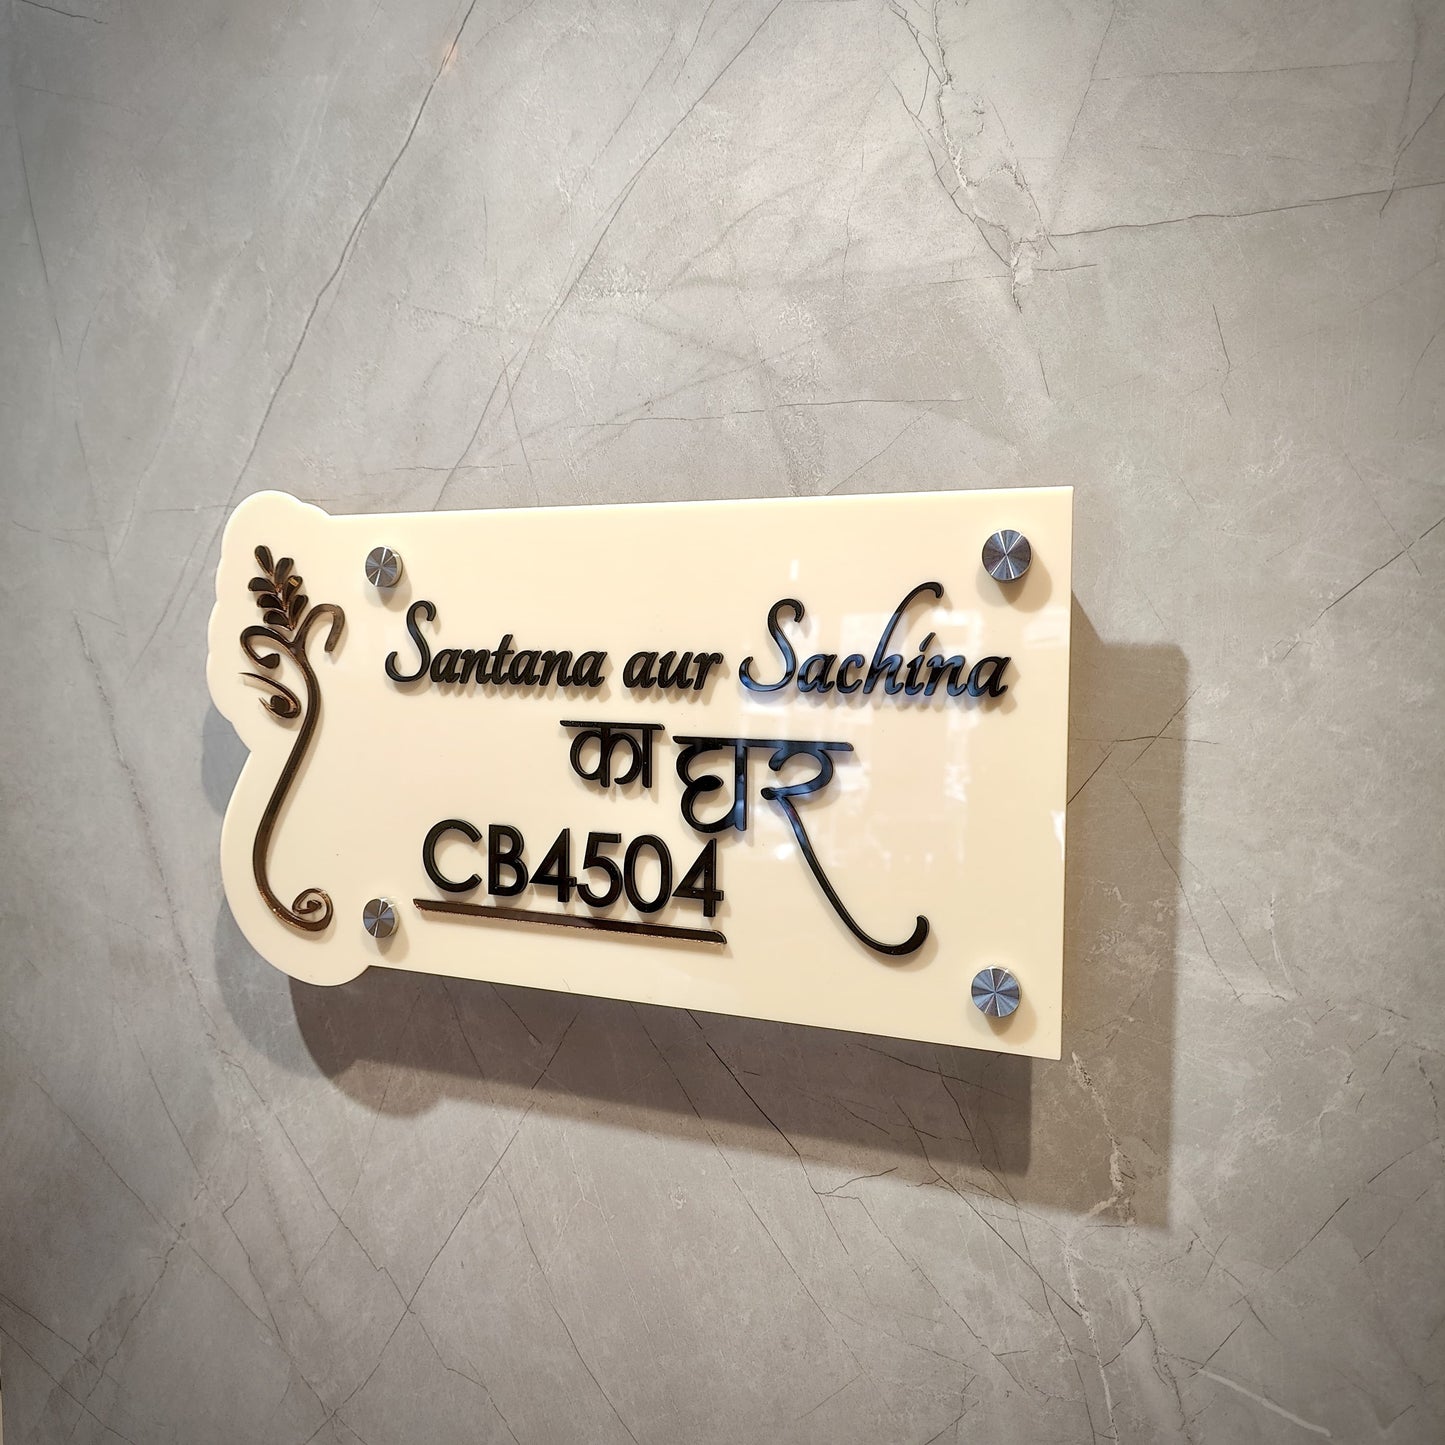 Santana aur Sachina
का घर
CB4504